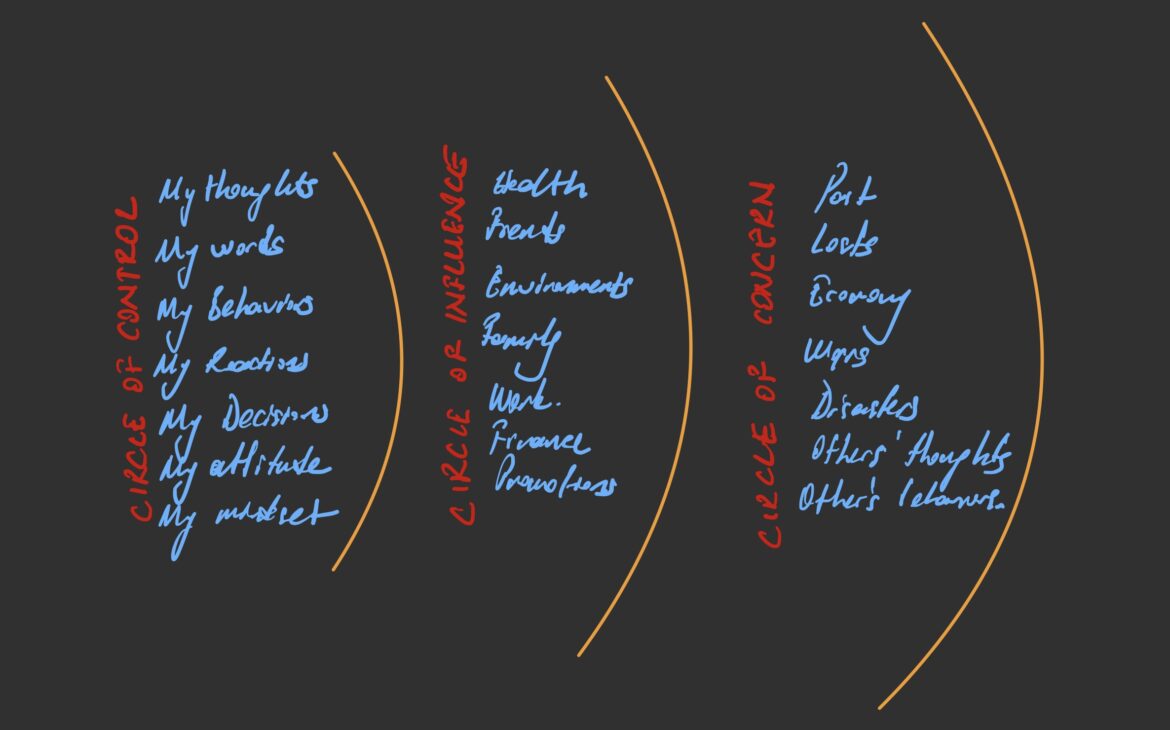 CIRCLE OF CONTROL
My thoughts
My words
My Behaviors
My Reactions
My Decisions
My attitude
My mindset
CIRCLE OF INFLUENCE
Health
Friends
Environments
Family
Work.
Finance
Promotions
CIRCLE OF CONCERN
Past
Losts
Economy
Wars
Disasters
Others' thoughts
Other's behaviors.